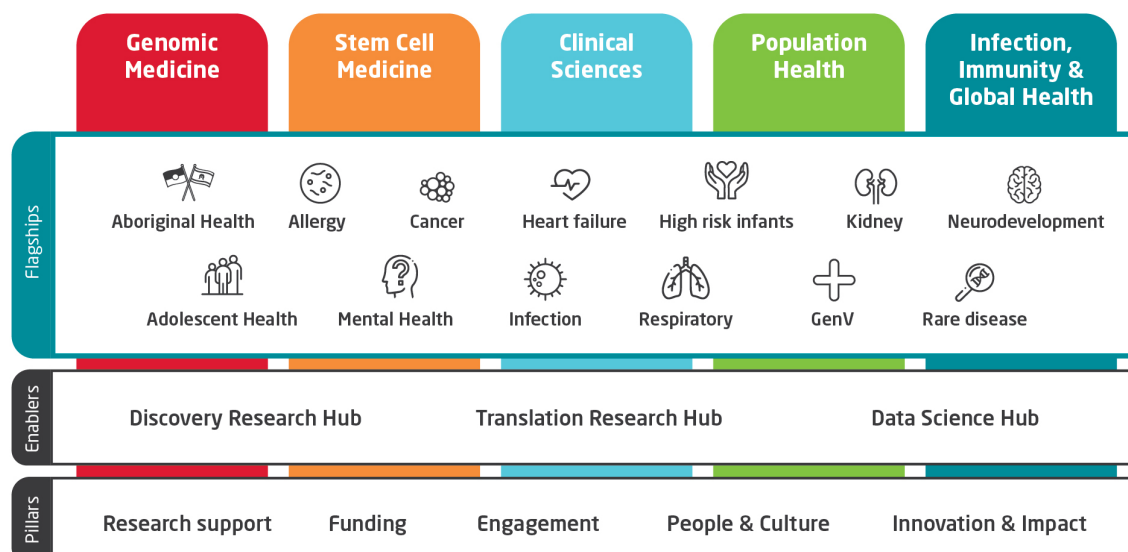 Genomic
Medicine
Stem Cell
Medicine
Clinical
Sciences
Population
Health
Infection,
Immunity &
Global Health
Flagships
Aboriginal Health
Allergy
Cancer
Heart failure
High risk infants
Kidney
Neurodevelopment
Adolescent Health
Mental Health
Infection
Respiratory
GenV
Rare disease
Enablers
Discovery Research Hub
Translation Research Hub
Data Science Hub
Pillars
Research support
Funding
Engagement
People & Culture
Innovation & Impact